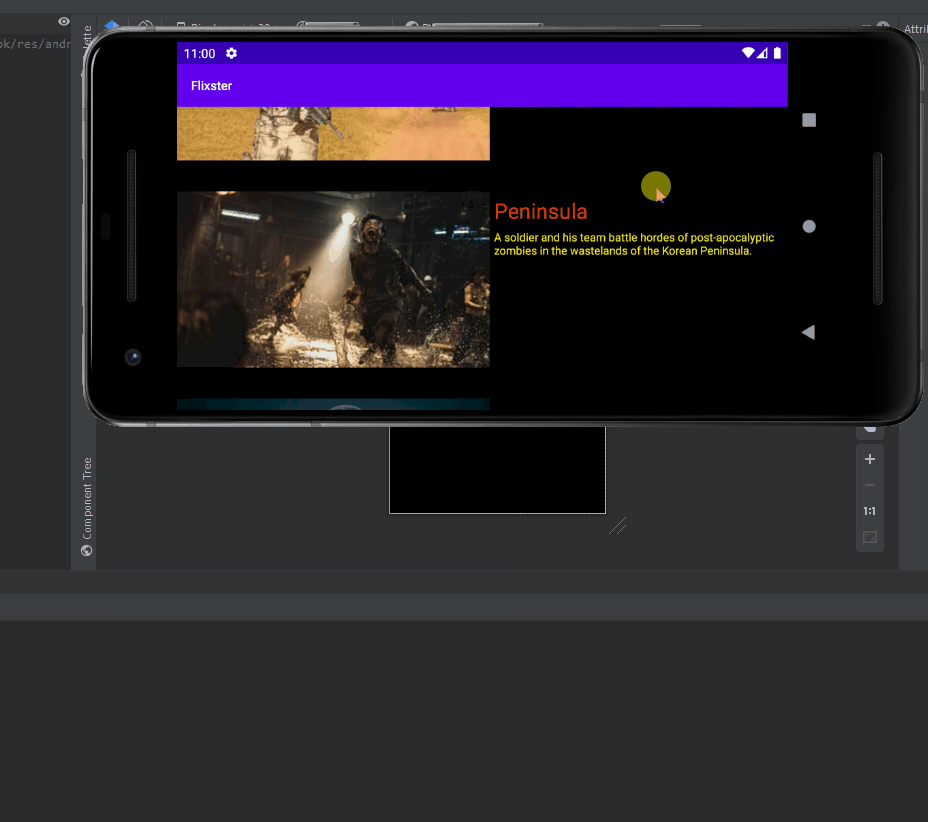 ok/res/andr
Attri
11:00
Flixster
Peninsula
A soldier and his team battle hordes of post-apocalyptic
zombies in the wastelands of the Korean Peninsula.
Component Tree
1:1